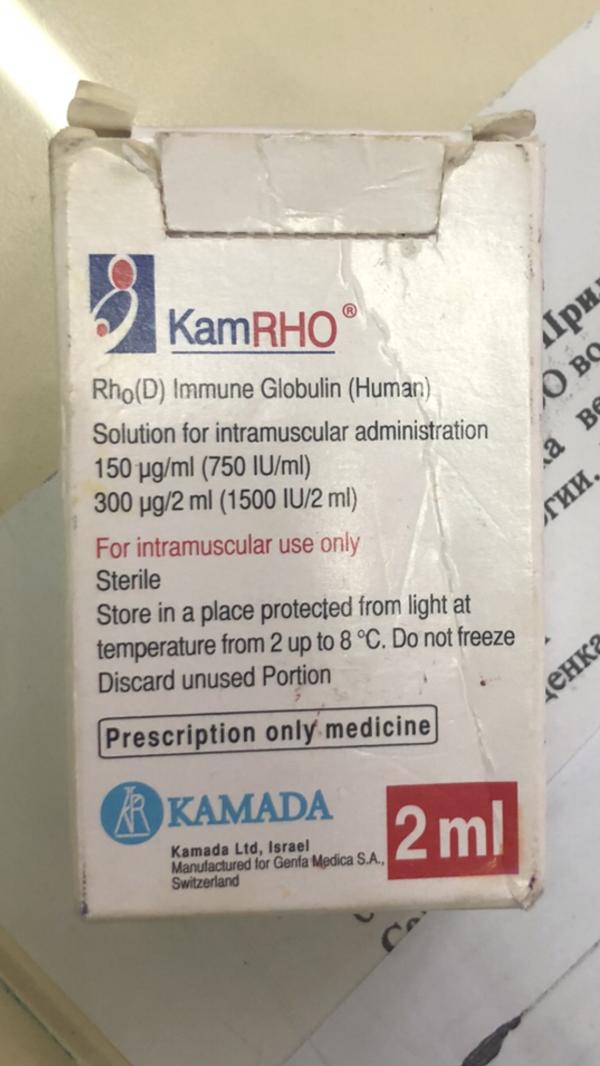 KamRHO®
Rho(D) Immune Globulin (Human)
Solution for intramuscular administration
150 µg/ml (750 IU/ml)
300 µg/2 ml (1500 IU/2 ml)
For intramuscular use only
Sterile
Store in a place protected from light at
temperature from 2 up to 8 °C. Do not freeze
Discard unused Portion
Prescription only medicine
KAMADA
Kamada Ltd, Israel
Manufactured for Genfa Medica S.A.,
Switzerland
2 ml